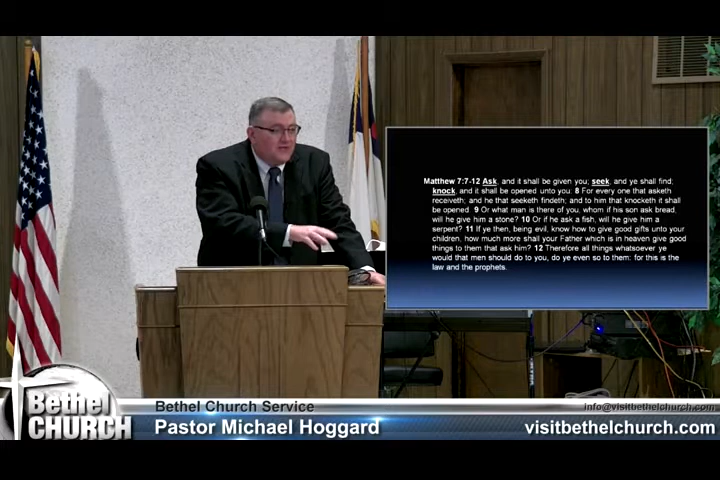 Matthew 7:7-12 Ask, and it shall be given you; seek, and ye shall find;
knock, and it shall be opened unto you: 8 For every one that asketh
receiveth; and he that seeketh findeth; and to him that knocketh it shall
be opened. 9 Or what man is there of you, whom if his son ask bread,
will he give him a stone? 10 Or if he ask a fish, will he give him a
serpent? 11 If ye then, being evil, know how to give good gifts unto your
children, how much more shall your Father which is in heaven give good
things to them that ask him? 12 Therefore all things whatsoever ye
would that men should do to you, do ye even so to them: for this is the
law and the prophets.
Bethel
CHURCH
Bethel Church Service
info@visitbethelchurch.com
Pastor Michael Hoggard
visitbethelchurch.com